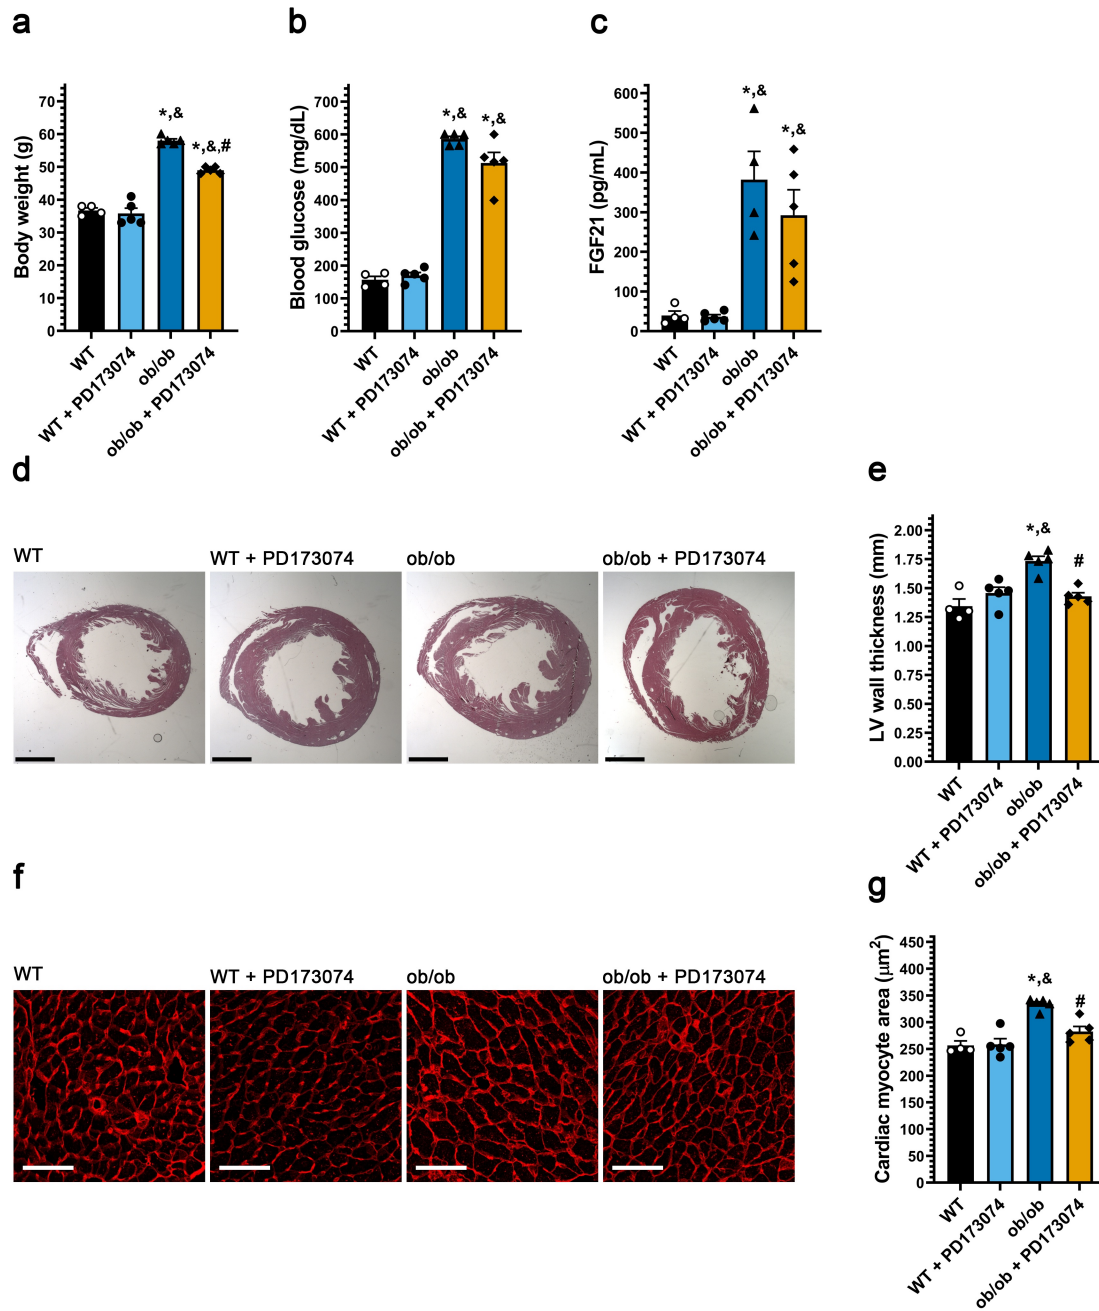 a
Body weight (g)
70
60
50
40
30
20
10
0
*,&
*,&,#
WT
WT + PD173074
ob/ob
ob/ob + PD173074
b
Blood glucose (mg/dL)
700
600
500
400
300
200
100
0
*,&
*,&
WT
WT + PD173074
ob/ob
ob/ob + PD173074
c
FGF21 (pg/mL)
600
500
400
300
200
100
0
*,&
*,&
WT
WT + PD173074
ob/ob
ob/ob + PD173074
d
WT
WT + PD173074
ob/ob
ob/ob + PD173074
e
LV wall thickness (mm)
2.00
1.75
1.50
1.25
1.00
0.75
0.50
0.25
0.00
*,&
#
WT
WT + PD173074
ob/ob
ob/ob + PD173074
f
WT
WT + PD173074
ob/ob
ob/ob + PD173074
g
Cardiac myocyte area (µm²)
450
400
350
300
250
200
150
100
50
0
*,&
#
WT
WT + PD173074
ob/ob
ob/ob + PD173074